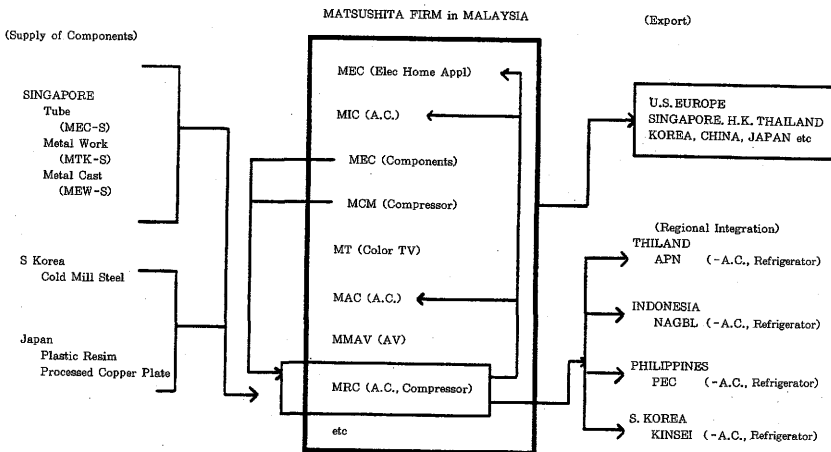 MATSUSHITA FIRM in MALAYSIA
(Supply of Components)
(Export)
SINGAPORE
Tube
(MEC-S)
Metal Work
(MTK-S)
Metal Cast
(MEW-S)
S Korea
Cold Mill Steel
Japan
Plastic Resim
Processed Copper Plate
MEC (Elec Home Appl)
MIC (A.C.)
MEC (Components)
MCM (Compressor)
MT (Color TV)
MAC (A.C.)
MMAV (AV)
MRC (A.C., Compressor)
etc
U.S. EUROPE
SINGAPORE. H.K. THAILAND
KOREA, CHINA, JAPAN etc
(Regional Integration)
THILAND
APN (-A.C., Refrigerator)
INDONESIA
NAGBL (-A.C., Refrigerator)
PHILIPPINES
PEC (-A.C., Refrigerator)
S. KOREA
KINSEI (-A.C., Refrigerator)